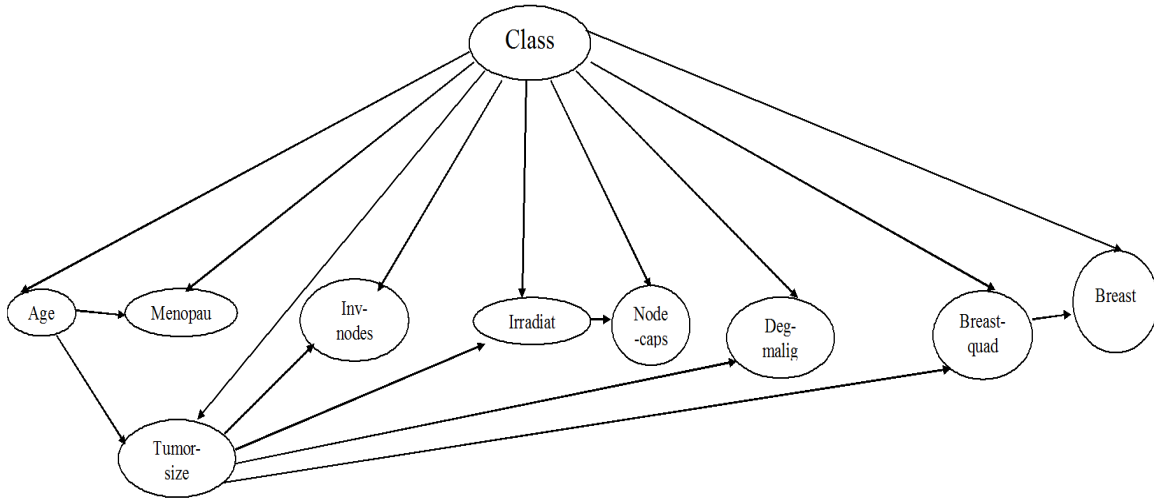 Class
Age
Menopau
Inv-
nodes
Irradiat
Node
-caps
Deg-
malig
Breast-
quad
Breast
Tumor-
size